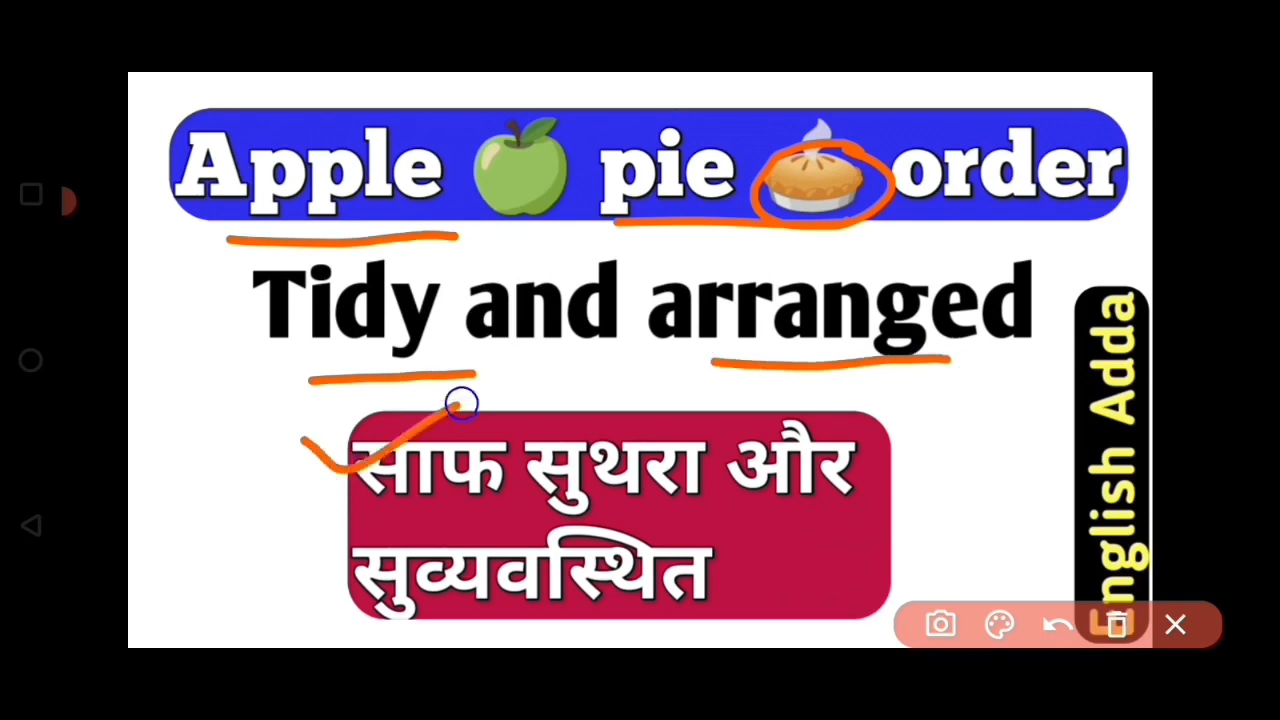 Apple pie order
Tidy and arranged
साफ सुथरा और
सुव्यवस्थित
English Adda